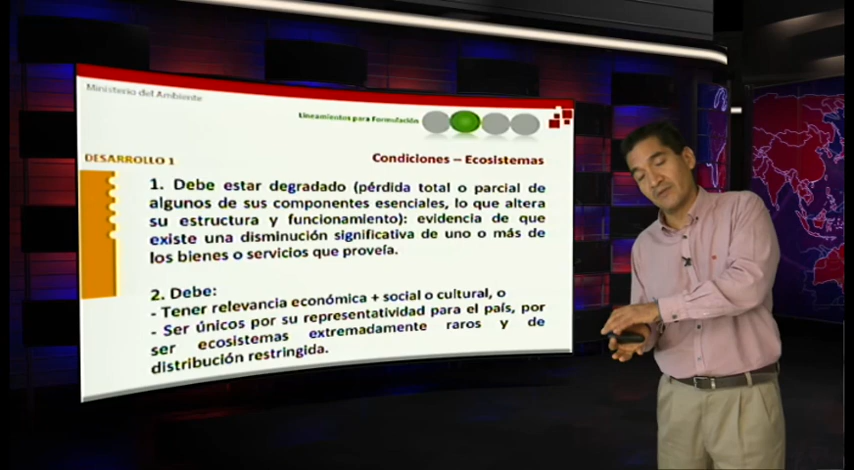 Ministerio del Ambiente
Lineamientos para Formulación
DESARROLLO 1
Condiciones – Ecosistemas
1. Debe estar degradado (pérdida total o parcial de
algunos de sus componentes esenciales, lo que altera
su estructura y funcionamiento): evidencia de que
existe una disminución significativa de uno o más de
los bienes o servicios que proveía.
2. Debe:
- Tener relevancia económica + social o cultural, o
- Ser únicos por su representatividad para el país, por
ser ecosistemas extremadamente raros y de
distribución restringida.